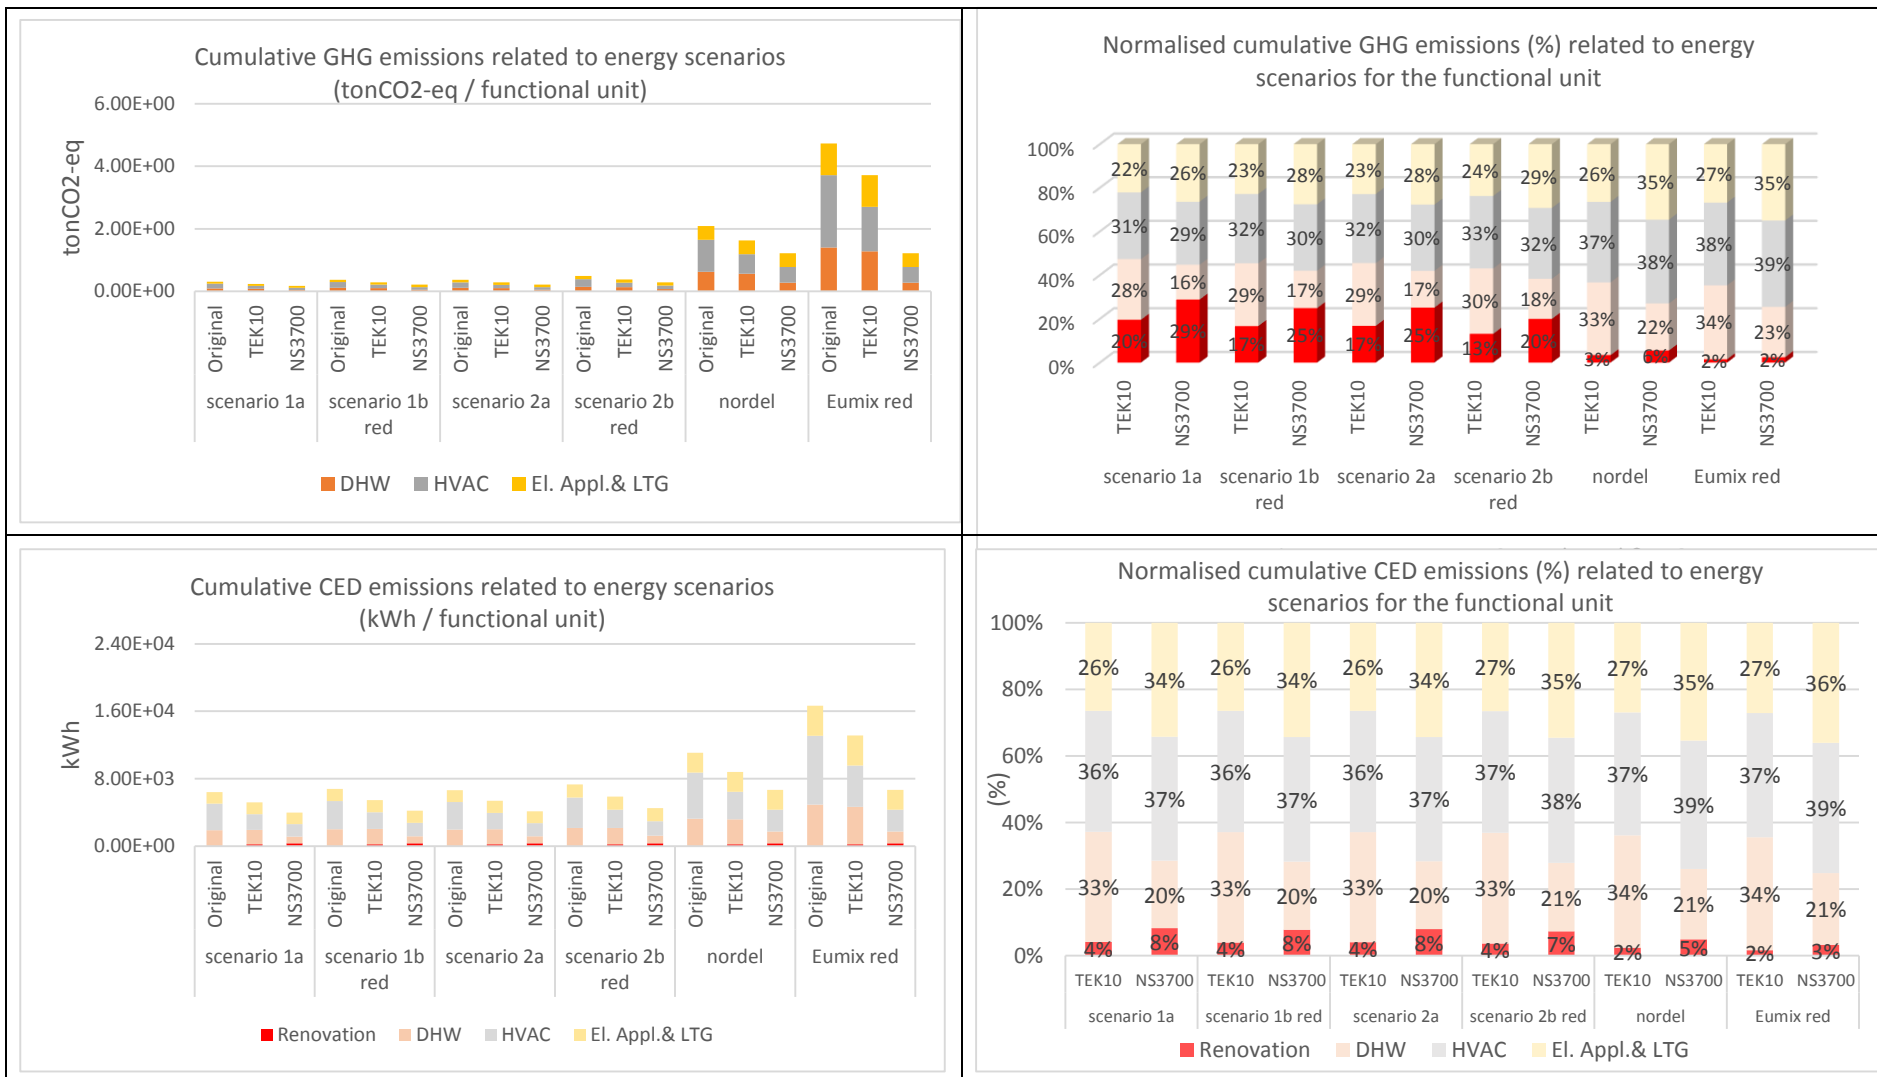 Cumulative GHG emissions related to energy scenarios
(tonCO2-eq / functional unit)
tonCO2-eq
6.00E+00
4.00E+00
2.00E+00
0.00E+00
Original TEK10 NS3700 Original TEK10 NS3700 Original TEK10 NS3700 Original TEK10 NS3700 Original TEK10 NS3700 Original TEK10 NS3700
scenario 1a scenario 1b red scenario 2a scenario 2b red nordel Eumix red
DHW HVAC El. Appl.& LTG
Normalised cumulative GHG emissions (%) related to energy
scenarios for the functional unit
100%
80%
60%
40%
20%
0%
22% 26% 23% 28% 23% 28% 24% 29% 26% 35% 27% 35%
31% 29% 32% 30% 32% 30% 33% 32% 37% 38% 38% 39%
28% 16% 29% 17% 29% 17% 30% 18% 33% 22% 34% 23%
20% 29% 17% 25% 17% 25% 13% 20% 3% 6% 2% 2%
TEK10 NS3700 TEK10 NS3700 TEK10 NS3700 TEK10 NS3700 TEK10 NS3700 TEK10 NS3700
scenario 1a scenario 1b red scenario 2a scenario 2b red nordel Eumix red
Cumulative CED emissions related to energy scenarios
(kWh / functional unit)
kWh
2.40E+04
1.60E+04
8.00E+03
0.00E+00
Original TEK10 NS3700 Original TEK10 NS3700 Original TEK10 NS3700 Original TEK10 NS3700 Original TEK10 NS3700 Original TEK10 NS3700
scenario 1a scenario 1b red scenario 2a scenario 2b red nordel Eumix red
Renovation DHW HVAC El. Appl.& LTG
Normalised cumulative CED emissions (%) related to energy
scenarios for the functional unit
(%)
100%
80%
60%
40%
20%
0%
26% 34% 26% 34% 26% 34% 27% 35% 27% 35% 27% 36%
36% 37% 36% 37% 36% 37% 37% 38% 37% 39% 37% 39%
33% 20% 33% 20% 33% 20% 33% 21% 34% 21% 34% 21%
4% 8% 4% 8% 4% 8% 4% 7% 2% 5% 2% 3%
TEK10 NS3700 TEK10 NS3700 TEK10 NS3700 TEK10 NS3700 TEK10 NS3700 TEK10 NS3700
scenario 1a scenario 1b red scenario 2a scenario 2b red nordel Eumix red
Renovation DHW HVAC El. Appl.& LTG